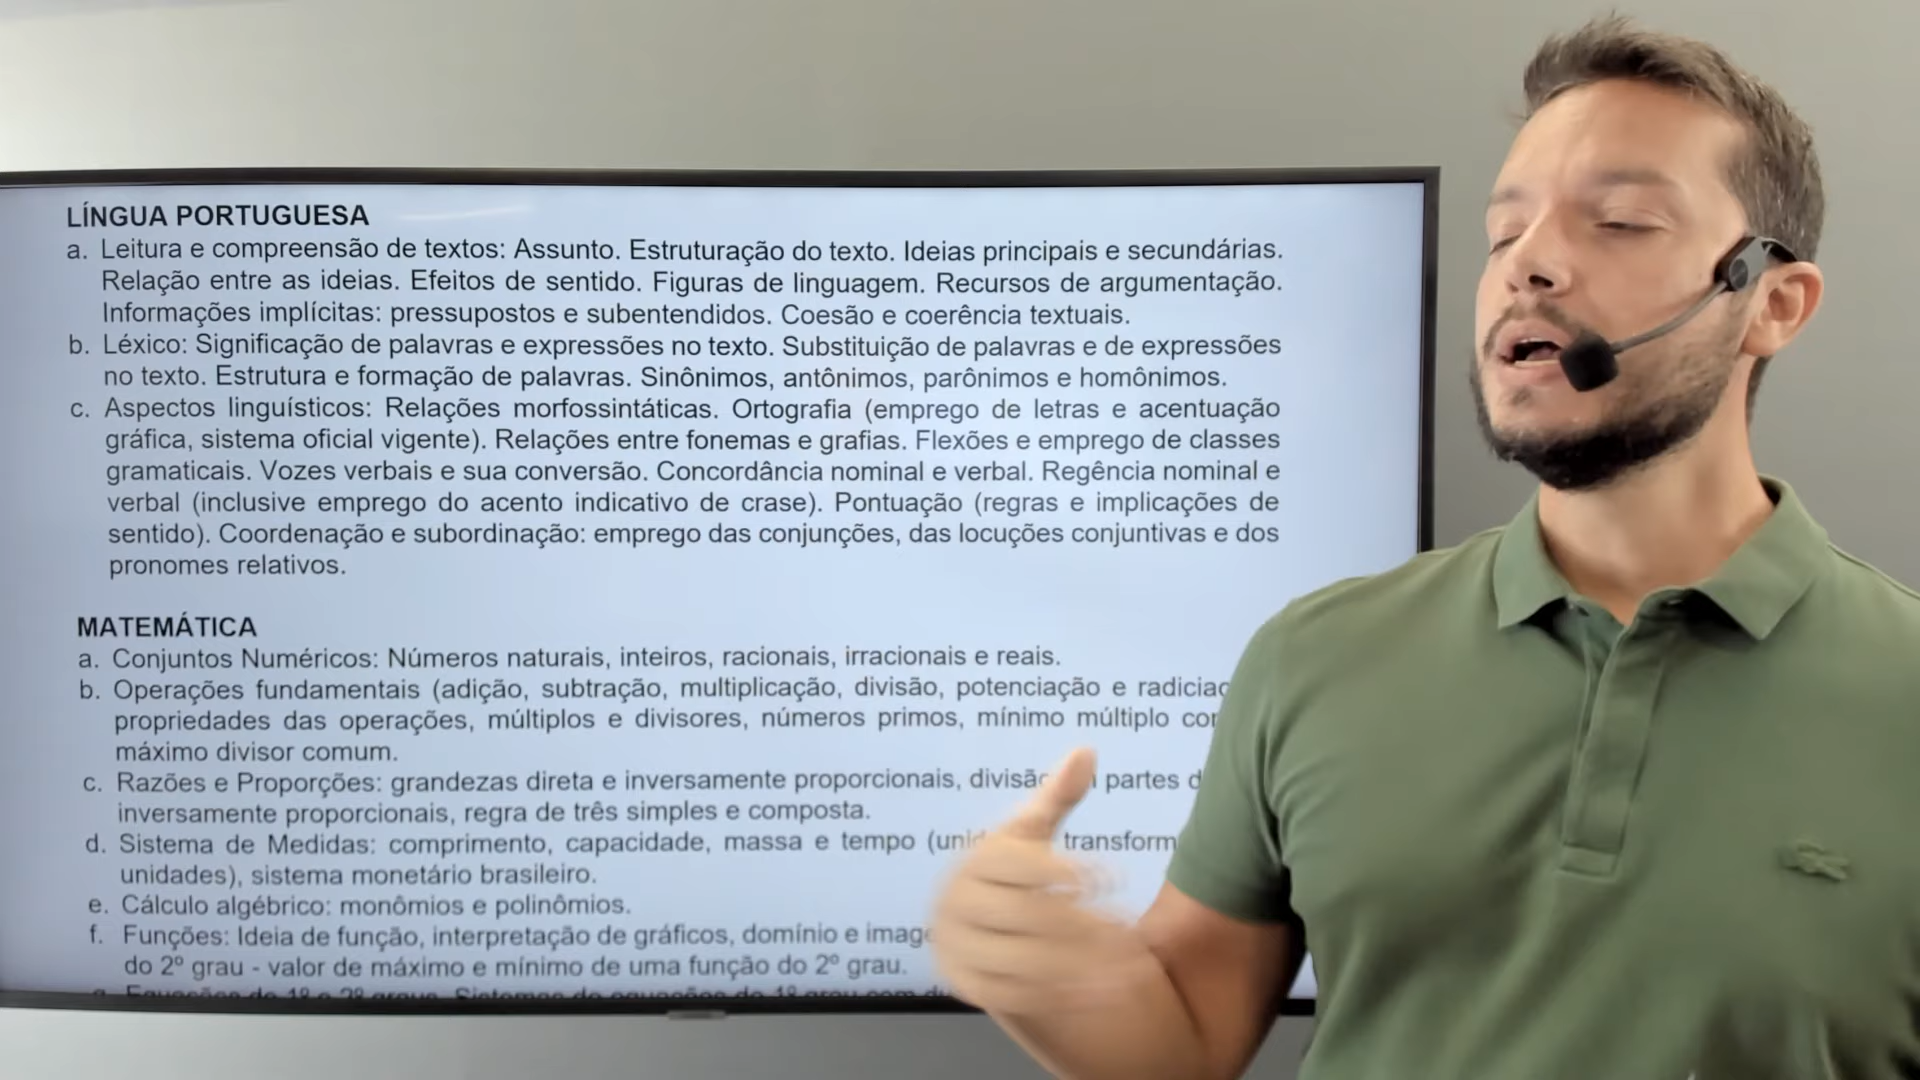 LÍNGUA PORTUGUESA
a. Leitura e compreensão de textos: Assunto. Estruturação do texto. Ideias principais e secundárias.
Relação entre as ideias. Efeitos de sentido. Figuras de linguagem. Recursos de argumentação.
Informações implícitas: pressupostos e subentendidos. Coesão e coerência textuais.
b. Léxico: Significação de palavras e expressões no texto. Substituição de palavras e de expressões
no texto. Estrutura e formação de palavras. Sinônimos, antônimos, parônimos e homônimos.
c. Aspectos linguísticos: Relações morfossintáticas. Ortografia (emprego de letras e acentuação
gráfica, sistema oficial vigente). Relações entre fonemas e grafias. Flexões e emprego de classes
gramaticais. Vozes verbais e sua conversão. Concordância nominal e verbal. Regência nominal e
verbal (inclusive emprego do acento indicativo de crase). Pontuação (regras e implicações de
sentido). Coordenação e subordinação: emprego das conjunções, das locuções conjuntivas e dos
pronomes relativos.
MATEMÁTICA
a. Conjuntos Numéricos: Números naturais, inteiros, racionais, irracionais e reais.
b. Operações fundamentais (adição, subtração, multiplicação, divisão, potenciação e
propriedades das operações, múltiplos e divisores, números primos, mínimo múltiplo
máximo divisor comum.
c. Razões e Proporções: grandezas direta e inversamente proporcionais, partes
inversamente proporcionais, regra de três simples e composta.
d. Sistema de Medidas: comprimento, capacidade, massa e tempo
unidades), sistema monetário brasileiro.
e. Cálculo algébrico: monômios e polinômios.
f. Funções: Ideia de função, interpretação de gráficos, domínio e
do 2º grau - valor de máximo e mínimo de uma função do 2º grau.